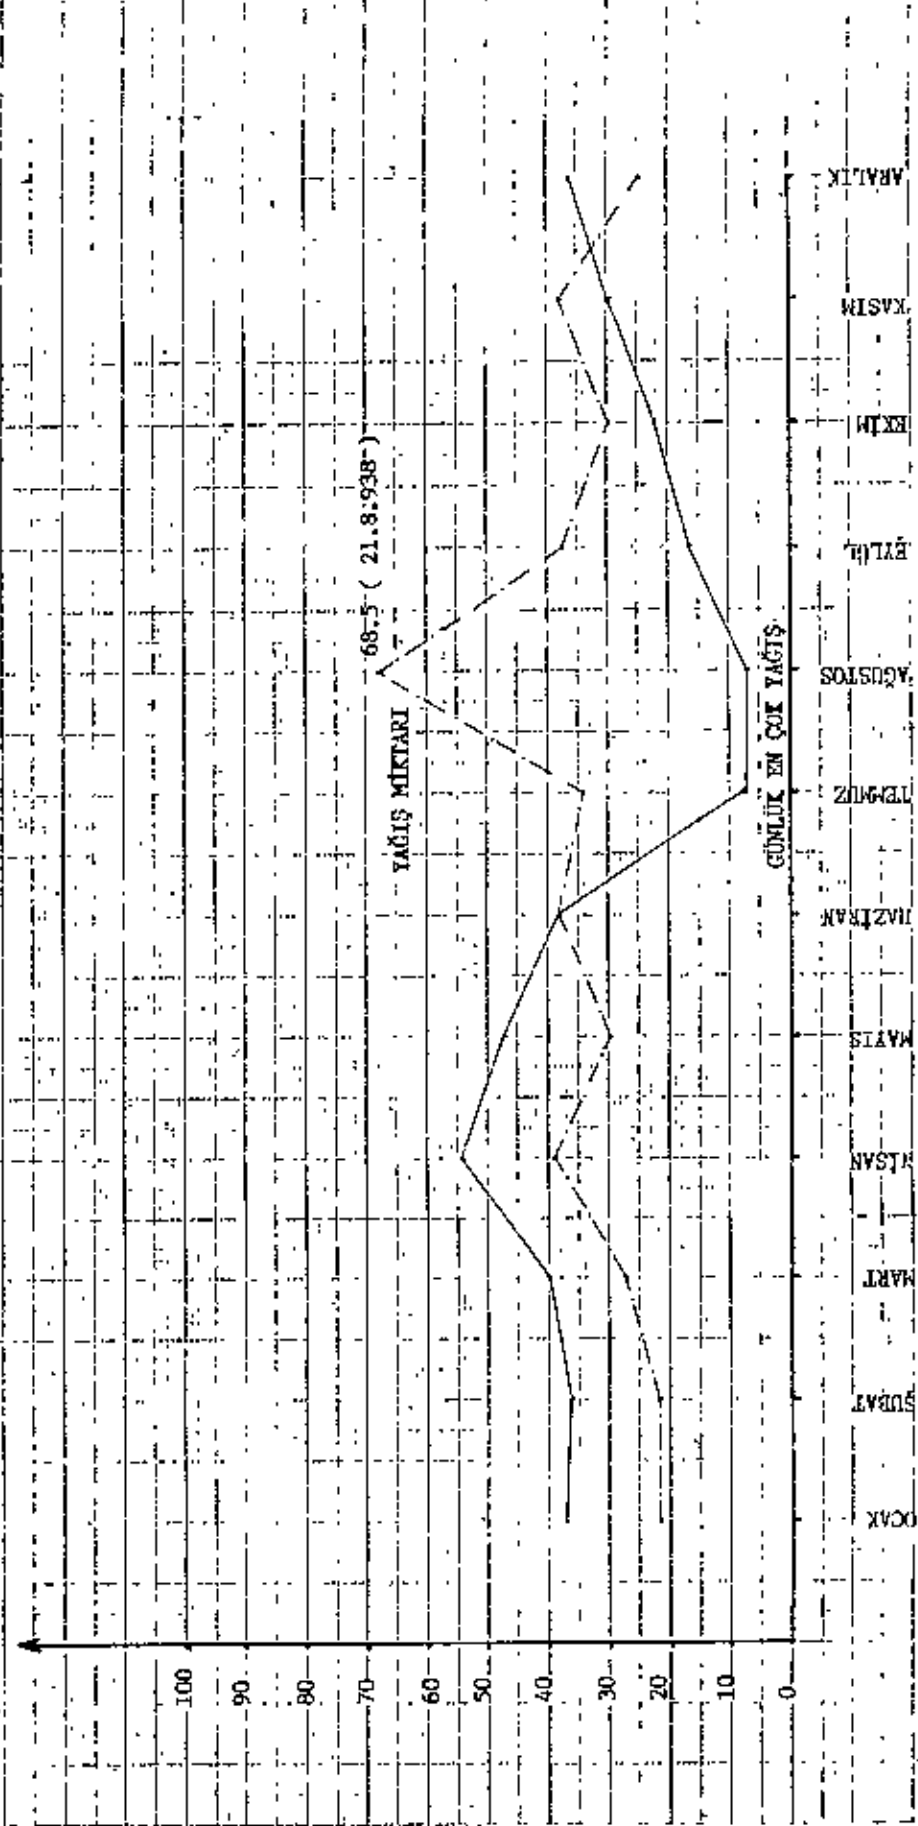 100
90
80
70
60
50
40
30
20
10
0
68.5 ( 21.8.938 )
YAĞIŞ MİKTARI
GÜNLÜK EN ÇOK YAĞIŞ
OCAK
ŞUBAT
MART
NİSAN
MAYIS
HAZİRAN
TEMMUZ
AĞUSTOS
EYLÜL
EKİM
KASIM
ARALIK